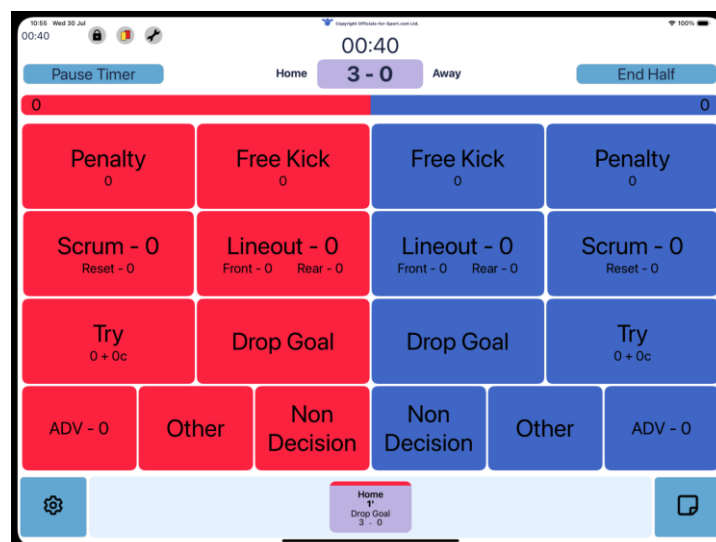 10:55 Wed 30 Jul
Copyright Officials-for-Sport.com Ltd.
100%
00:40
00:40
Pause Timer
Home
3 - 0
Away
End Half
0
0
Penalty
0
Free Kick
0
Free Kick
0
Penalty
0
Scrum - 0
Reset - 0
Lineout - 0
Front - 0 Rear - 0
Lineout - 0
Front - 0 Rear - 0
Scrum - 0
Reset - 0
Try
0 + 0c
Drop Goal
Drop Goal
Try
0 + 0c
ADV - 0
Other
Non
Decision
Non
Decision
Other
ADV - 0
Home
1'
Drop Goal
3 - 0